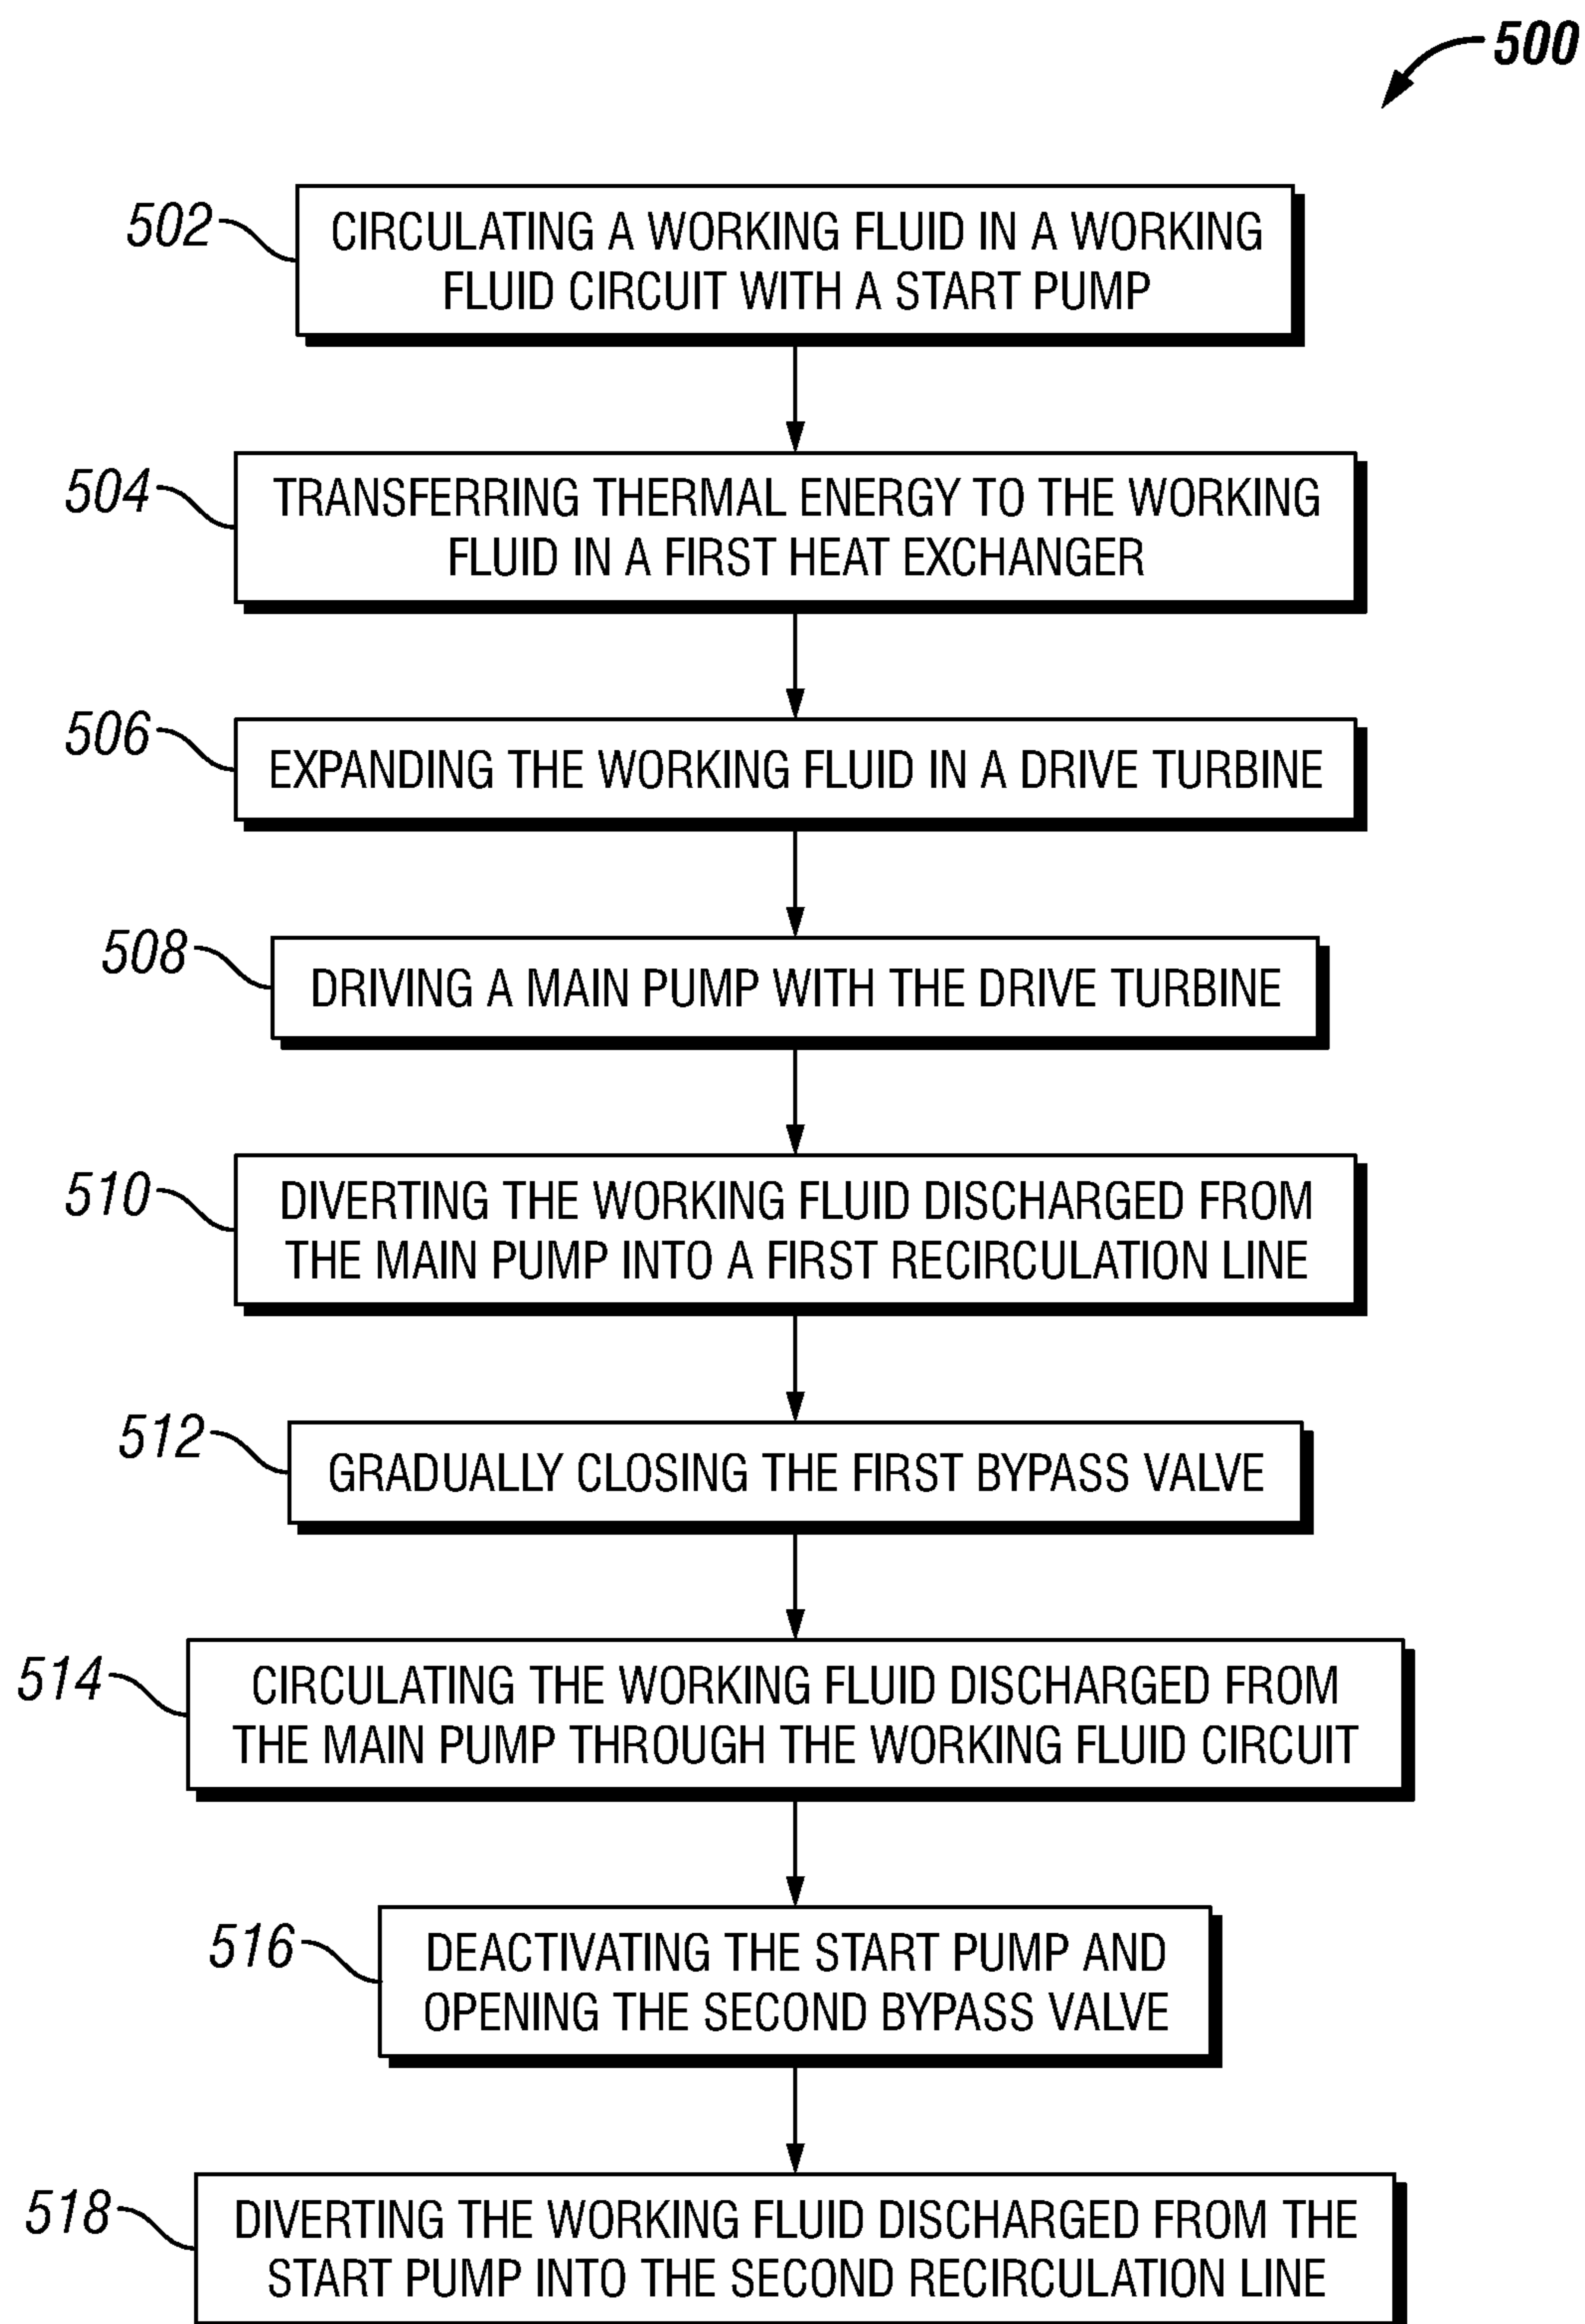 500
502
CIRCULATING A WORKING FLUID IN A WORKING
FLUID CIRCUIT WITH A START PUMP
504
TRANSFERRING THERMAL ENERGY TO THE WORKING
FLUID IN A FIRST HEAT EXCHANGER
506
EXPANDING THE WORKING FLUID IN A DRIVE TURBINE
508
DRIVING A MAIN PUMP WITH THE DRIVE TURBINE
510
DIVERTING THE WORKING FLUID DISCHARGED FROM
THE MAIN PUMP INTO A FIRST RECIRCULATION LINE
512
GRADUALLY CLOSING THE FIRST BYPASS VALVE
514
CIRCULATING THE WORKING FLUID DISCHARGED FROM
THE MAIN PUMP THROUGH THE WORKING FLUID CIRCUIT
516
DEACTIVATING THE START PUMP AND
OPENING THE SECOND BYPASS VALVE
518
DIVERTING THE WORKING FLUID DISCHARGED FROM THE
START PUMP INTO THE SECOND RECIRCULATION LINE